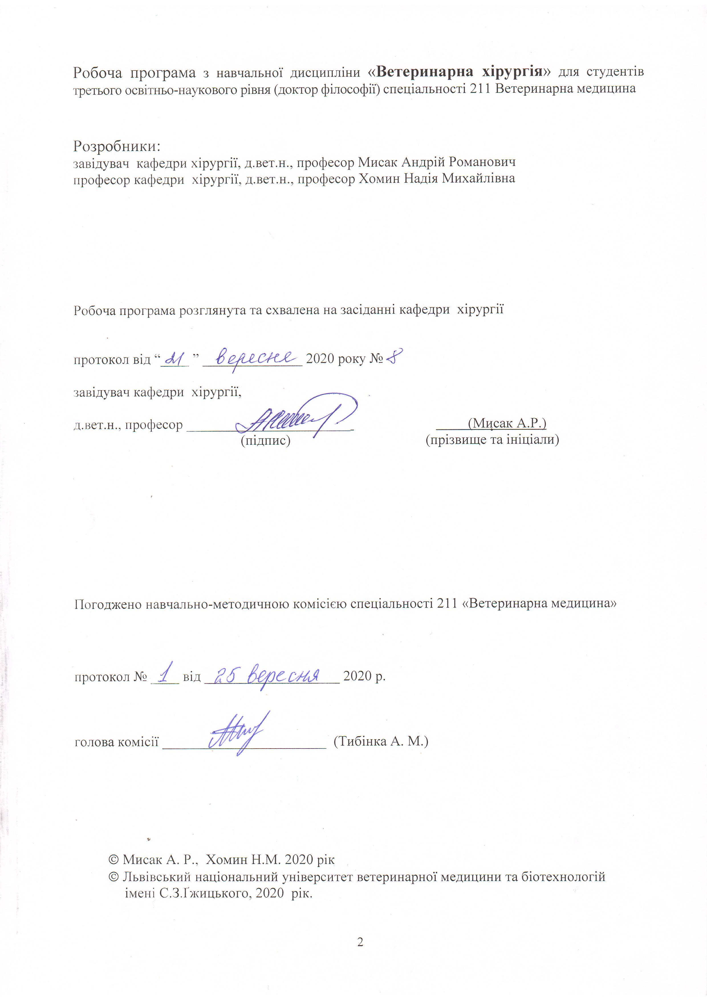 Робоча програма з навчальної дисципліни «Ветеринарна хірургія» для студентів
третього освітньо-наукового рівня (доктор філософії) спеціальності 211 Ветеринарна медицина
Розробники:
завідувач кафедри хірургії, д.вет.н., професор Мисак Андрій Романович
професор кафедри хірургії, д.вет.н., професор Хомин Надія Михайлівна
Робоча програма розглянута та схвалена на засіданні кафедри хірургії
протокол від “21” вересня 2020 року № 8
завідувач кафедри хірургії,
д.вет.н., професор (Мисак А.Р.)
(підпис) (прізвище та ініціали)
Погоджено навчально-методичною комісією спеціальності 211 «Ветеринарна медицина»
протокол № 1 від 25 вересня 2020 р.
голова комісії (Тибінка А. М.)
© Мисак А. Р., Хомин Н.М. 2020 рік
© Львівський національний університет ветеринарної медицини та біотехнологій
імені С.З.Ґжицького, 2020 рік.
2